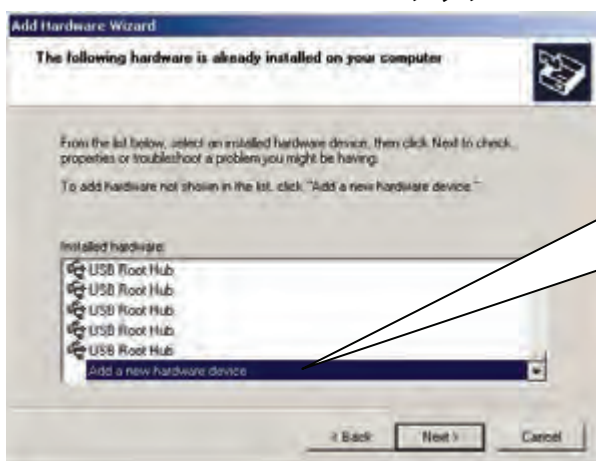 Add Hardware Wizard
The following hardware is already installed on your computer
From the list below, select an installed hardware device, then click Next to check
properties or troubleshoot a problem you might be having.
To add hardware not shown in the list, click "Add a new hardware device."
Installed hardware:
USB Root Hub
USB Root Hub
USB Root Hub
USB Root Hub
USB Root Hub
Add a new hardware device
< Back
Next >
Cancel